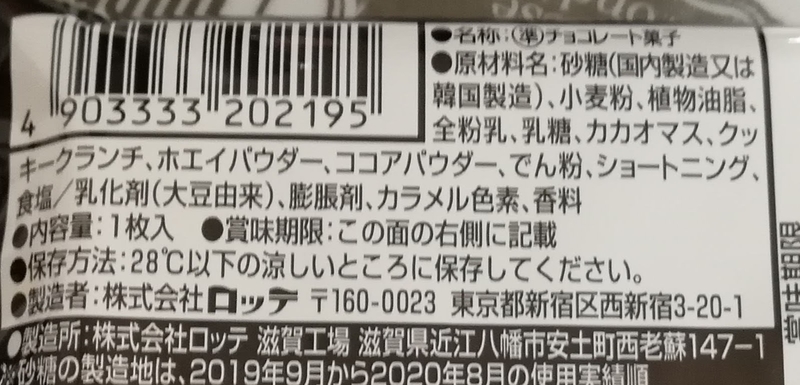 4 903333 202195
●名称:㊜チョコレート菓子
●原材料名:砂糖(国内製造又は
韓国製造)、小麦粉、植物油脂、
全粉乳、乳糖、カカオマス、クッ
キークランチ、ホエイパウダー、ココアパウダー、でん粉、ショートニング、
食塩/乳化剤(大豆由来)、膨脹剤、カラメル色素、香料
●内容量:1枚入 ●賞味期限:この面の右側に記載
●保存方法:28℃以下の涼しいところに保存してください。
●製造者:株式会社ロッテ 〒160-0023 東京都新宿区西新宿3-20-1
●製造所:株式会社ロッテ 滋賀工場 滋賀県近江八幡市安土町西老蘇147-1
※砂糖の製造地は、2019年9月から2020年8月の使用実績順
賞味期限